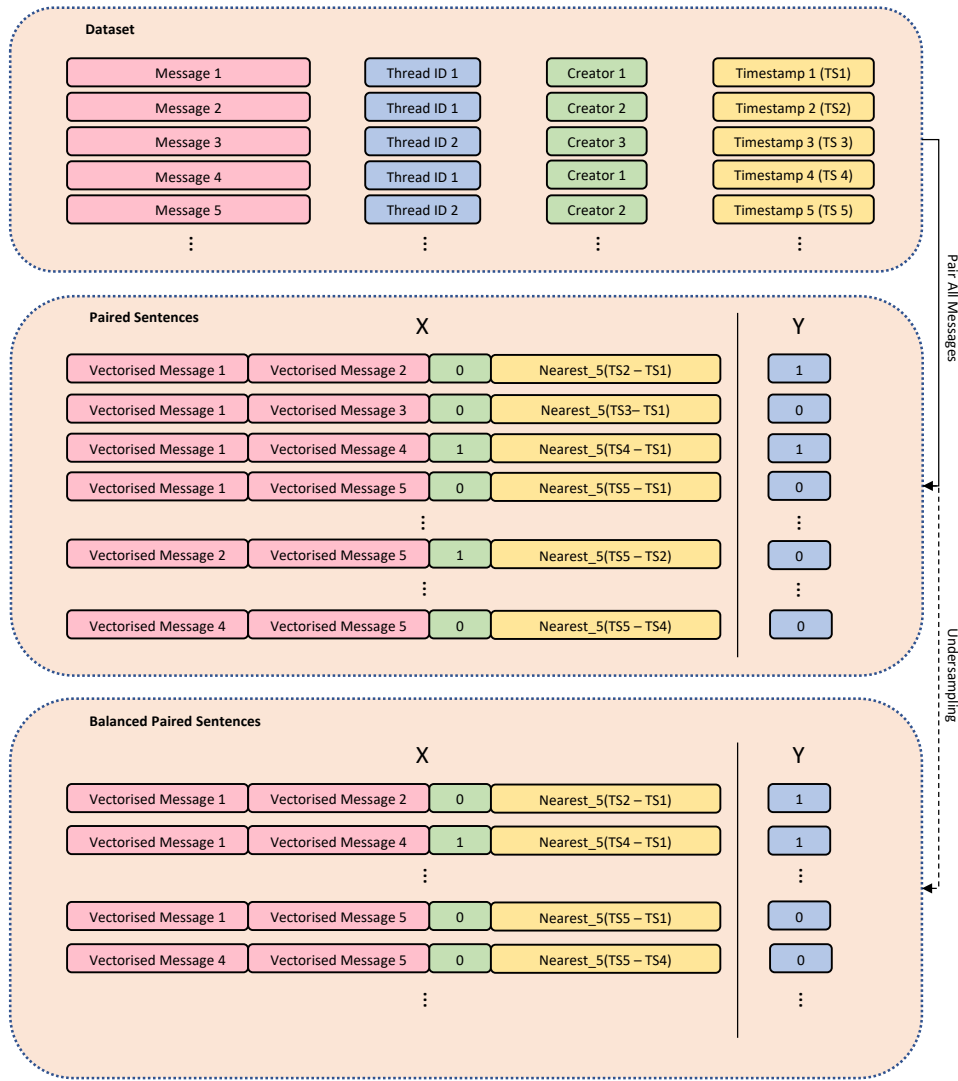 Dataset
Message 1 Thread ID 1 Creator 1 Timestamp 1 (TS1)
Message 2 Thread ID 1 Creator 2 Timestamp 2 (TS2)
Message 3 Thread ID 2 Creator 3 Timestamp 3 (TS 3)
Message 4 Thread ID 1 Creator 1 Timestamp 4 (TS 4)
Message 5 Thread ID 2 Creator 2 Timestamp 5 (TS 5)
⋮ ⋮ ⋮ ⋮
Pair All Messages
Paired Sentences
X Y
Vectorised Message 1 Vectorised Message 2 0 Nearest_5(TS2 – TS1) 1
Vectorised Message 1 Vectorised Message 3 0 Nearest_5(TS3– TS1) 0
Vectorised Message 1 Vectorised Message 4 1 Nearest_5(TS4 – TS1) 1
Vectorised Message 1 Vectorised Message 5 0 Nearest_5(TS5 – TS1) 0
⋮ ⋮
Vectorised Message 2 Vectorised Message 5 1 Nearest_5(TS5 – TS2) 0
⋮ ⋮
Vectorised Message 4 Vectorised Message 5 0 Nearest_5(TS5 – TS4) 0
Undersampling
Balanced Paired Sentences
X Y
Vectorised Message 1 Vectorised Message 2 0 Nearest_5(TS2 – TS1) 1
Vectorised Message 1 Vectorised Message 4 1 Nearest_5(TS4 – TS1) 1
⋮ ⋮
Vectorised Message 1 Vectorised Message 5 0 Nearest_5(TS5 – TS1) 0
Vectorised Message 4 Vectorised Message 5 0 Nearest_5(TS5 – TS4) 0
⋮ ⋮